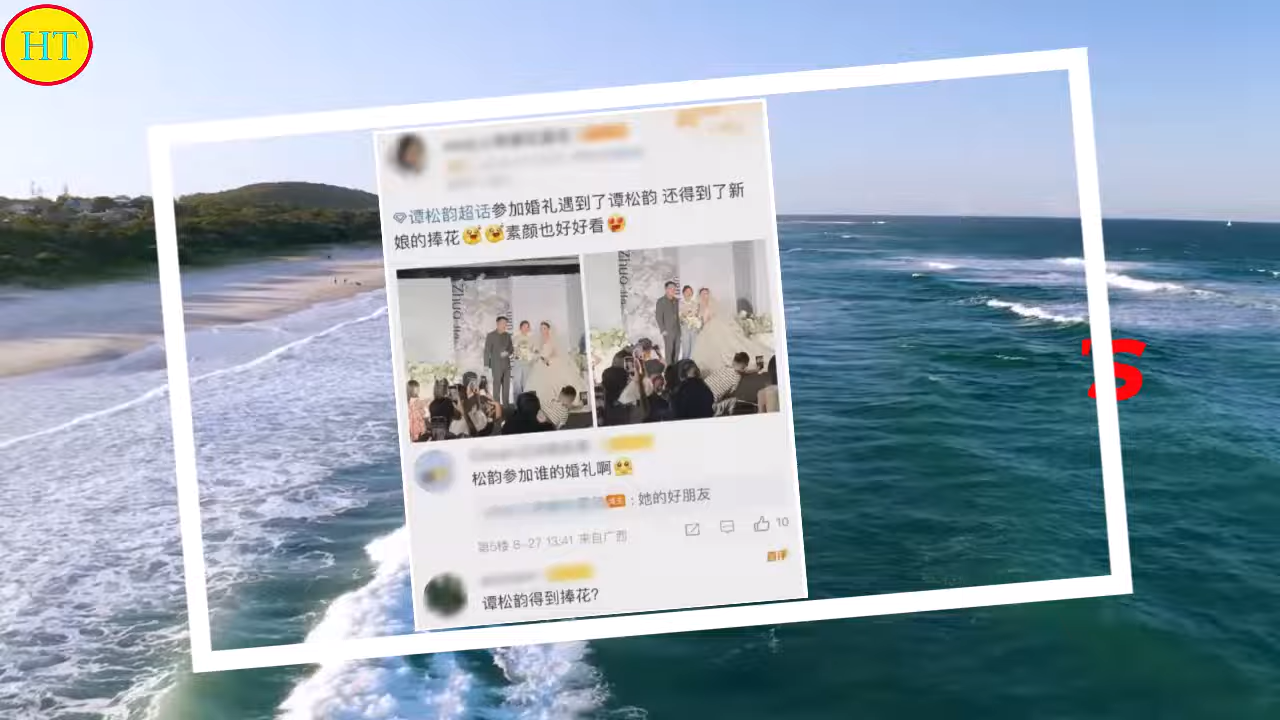 HT
谭松韵超话参加婚礼遇到了谭松韵 还得到了新
娘的捧花素颜也好好看
松韵参加谁的婚礼啊
：她的好朋友
第5楼 8-27 13:41 来自广西
10
谭松韵得到捧花？
S